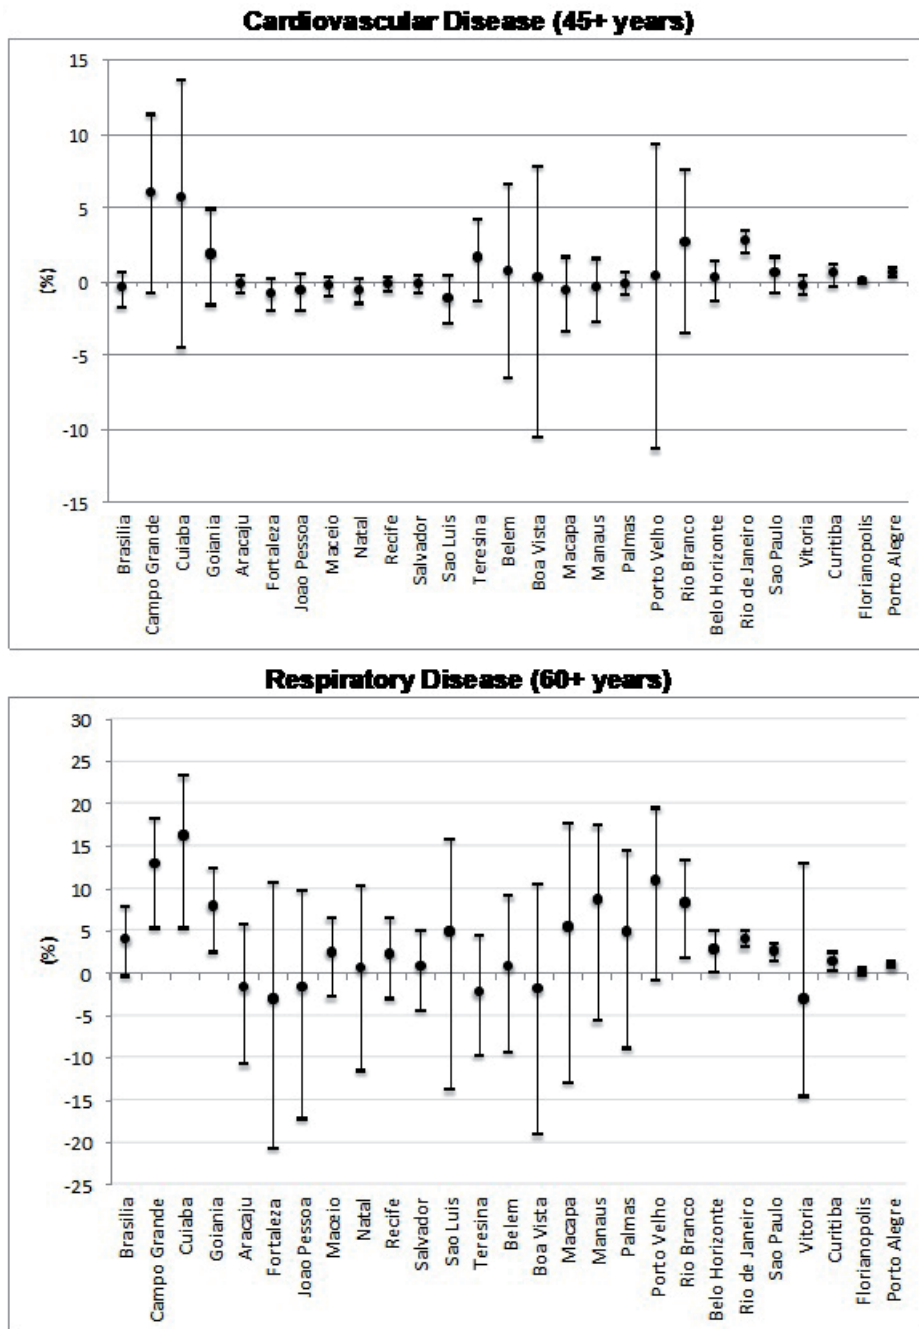 Cardiovascular Disease (45+ years)
15
10
5
0
-5
-10
-15
(%)
Brasilia
Campo Grande
Cuiaba
Goiania
Aracaju
Fortaleza
Joao Pessoa
Maceio
Natal
Recife
Salvador
Sao Luis
Teresina
Belem
Boa Vista
Macapa
Manaus
Palmas
Porto Velho
Rio Branco
Belo Horizonte
Rio de Janeiro
Sao Paulo
Vitoria
Curitiba
Florianopolis
Porto Alegre
Respiratory Disease (60+ years)
30
25
20
15
10
5
0
-5
-10
-15
-20
-25
(%)
Brasilia
Campo Grande
Cuiaba
Goiania
Aracaju
Fortaleza
Joao Pessoa
Maceio
Natal
Recife
Salvador
Sao Luis
Teresina
Belem
Boa Vista
Macapa
Manaus
Palmas
Porto Velho
Rio Branco
Belo Horizonte
Rio de Janeiro
Sao Paulo
Vitoria
Curitiba
Florianopolis
Porto Alegre